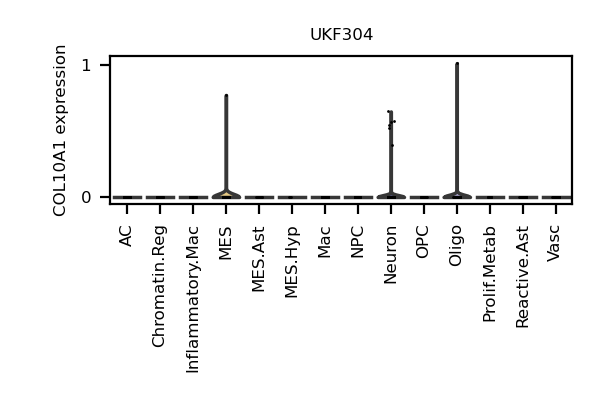 UKF304
COL10A1 expression
1
0
AC
Chromatin.Reg
Inflammatory.Mac
MES
MES.Ast
MES.Hyp
Mac
NPC
Neuron
OPC
Oligo
Prolif.Metab
Reactive.Ast
Vasc